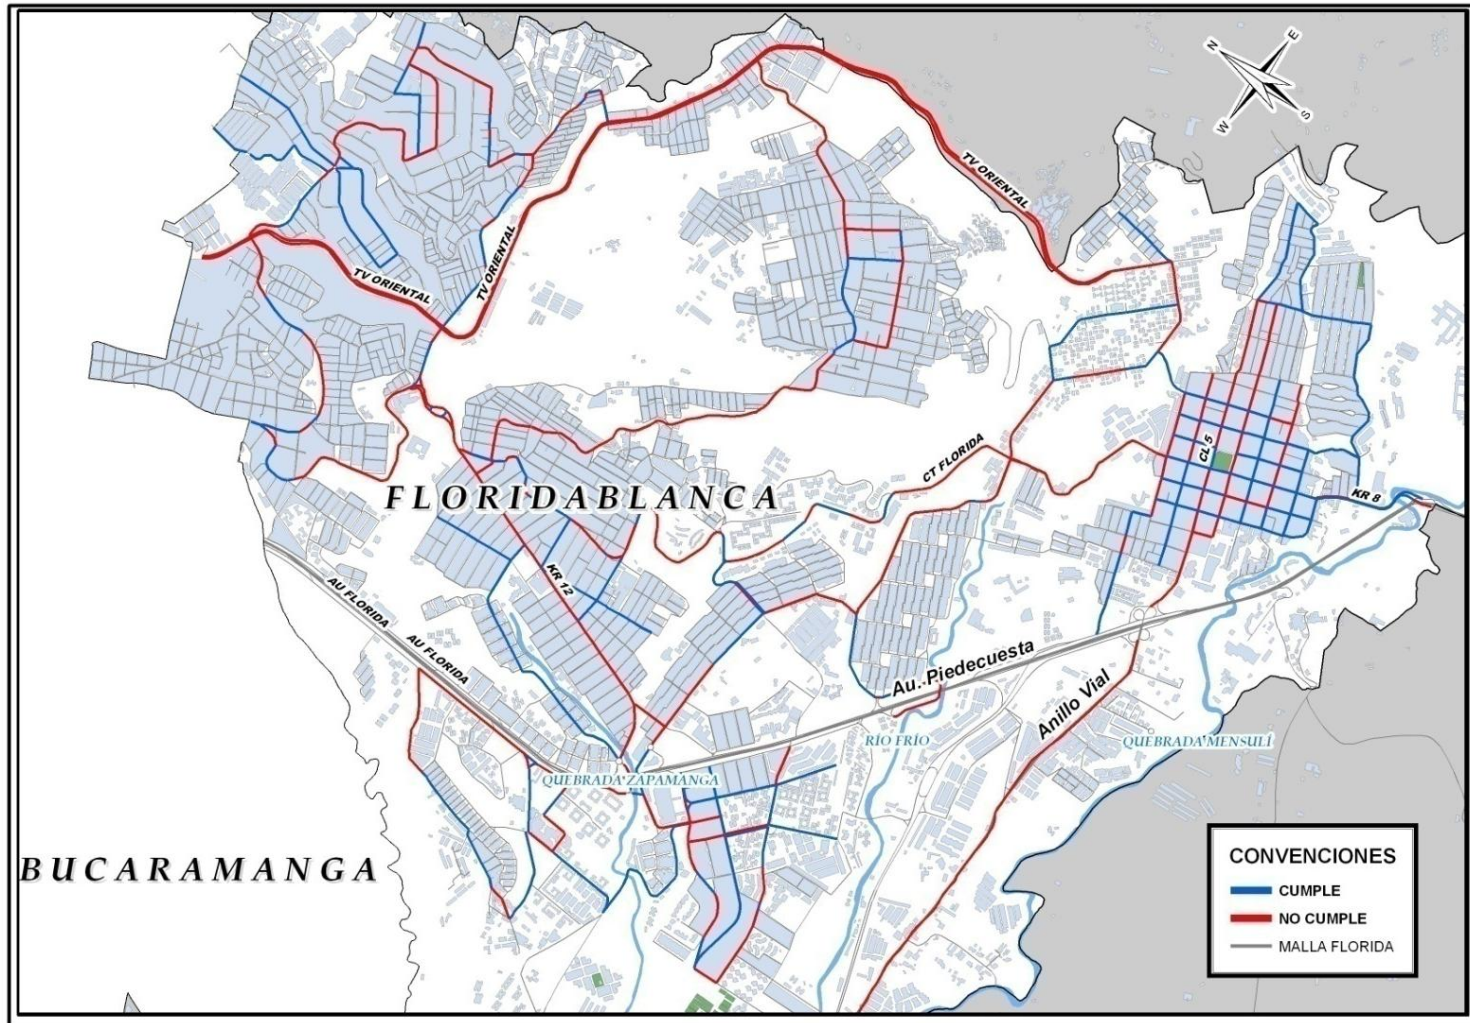 N
E
W
S
TV ORIENTAL
TV ORIENTAL
TV ORIENTAL
CL 5
CT FLORIDA
FLORIDABLANCA
KR 8
KR 12
AU FLORIDA
AU FLORIDA
Au. Piedecuesta
Anillo Vial
RÍO FRÍO
QUEBRADA MENSULÍ
QUEBRADA ZAPAMANGA
BUCARAMANGA
CONVENCIONES
CUMPLE
NO CUMPLE
MALLA FLORIDA